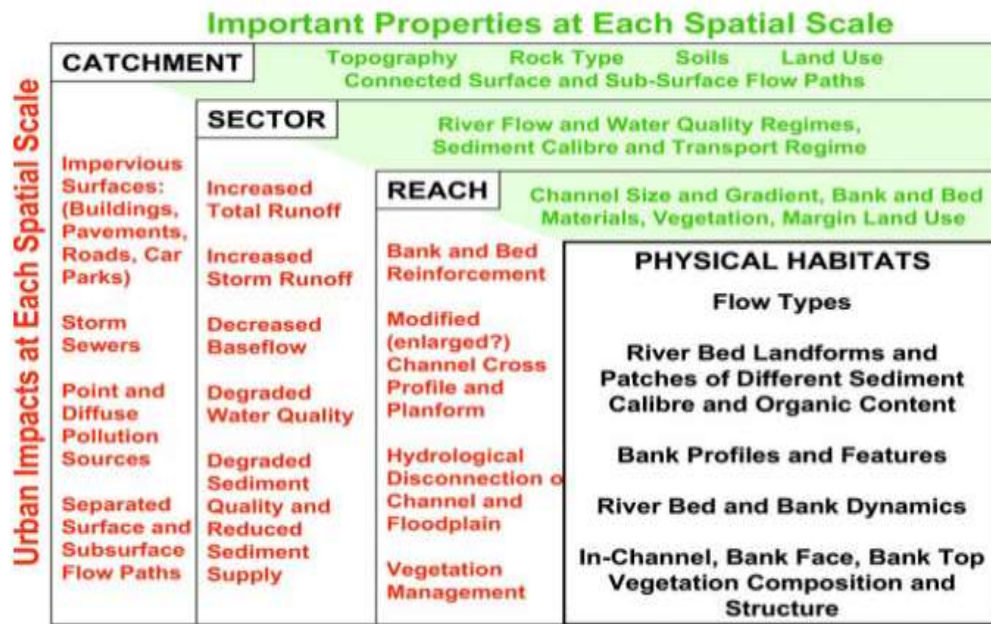 Important Properties at Each Spatial Scale
Urban Impacts at Each Spatial Scale
CATCHMENT
Topography Rock Type Soils Land Use
Connected Surface and Sub-Surface Flow Paths
Impervious
Surfaces:
(Buildings,
Pavements,
Roads, Car
Parks)
Storm
Sewers
Point and
Diffuse
Pollution
Sources
Separated
Surface and
Subsurface
Flow Paths
SECTOR
River Flow and Water Quality Regimes,
Sediment Calibre and Transport Regime
Increased
Total Runoff
Increased
Storm Runoff
Decreased
Baseflow
Degraded
Water Quality
Degraded
Sediment
Quality and
Reduced
Sediment
Supply
REACH
Channel Size and Gradient, Bank and Bed
Materials, Vegetation, Margin Land Use
Bank and Bed
Reinforcement
Modified
(enlarged?)
Channel Cross
Profile and
Planform
Hydrological
Disconnection o
Channel and
Floodplain
Vegetation
Management
PHYSICAL HABITATS
Flow Types
River Bed Landforms and
Patches of Different Sediment
Calibre and Organic Content
Bank Profiles and Features
River Bed and Bank Dynamics
In-Channel, Bank Face, Bank Top
Vegetation Composition and
Structure